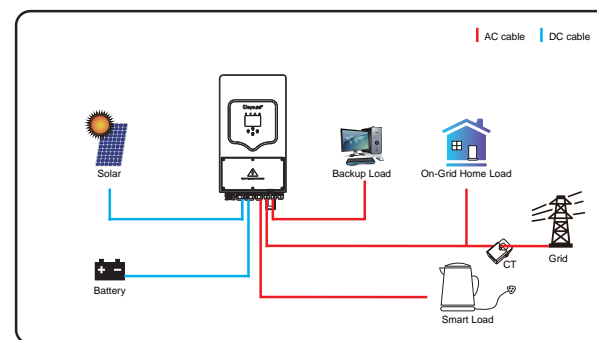 AC cable
DC cable
Solar
Backup Load
On-Grid Home Load
CT
Grid
Battery
Smart Load